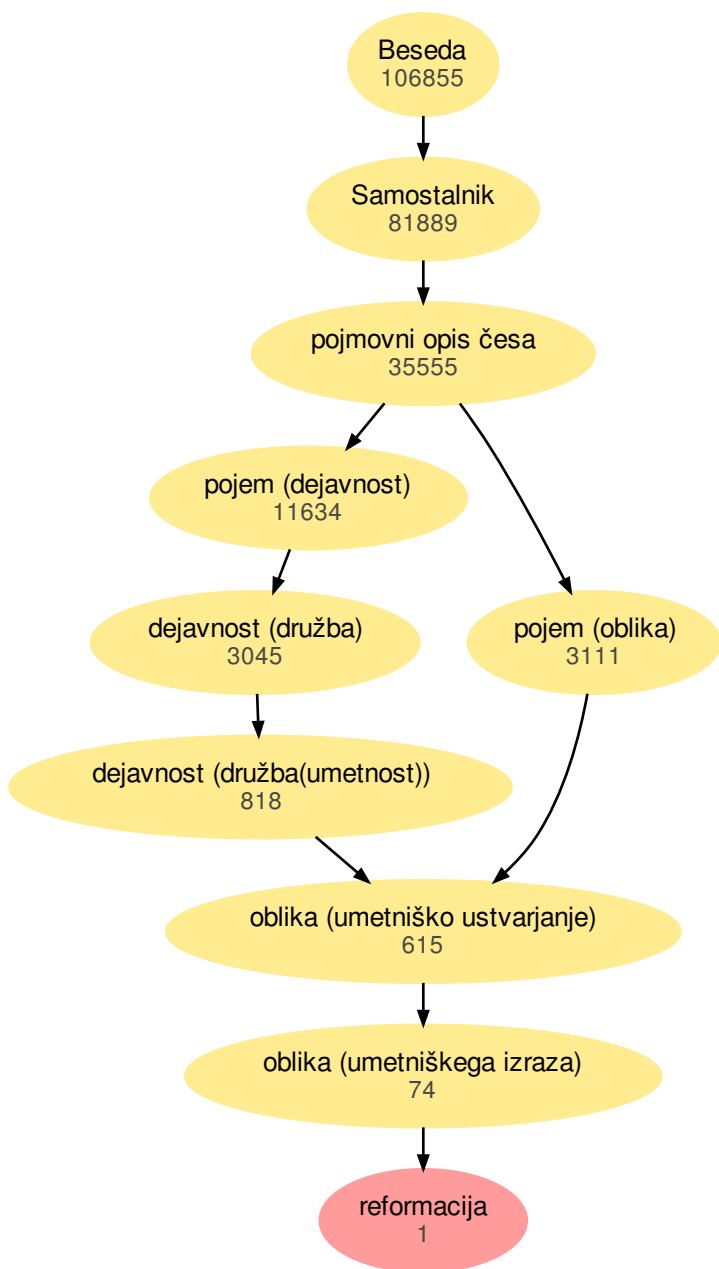 Beseda
106855
Samostalnik
81889
pojmovni opis česa
35555
pojem (dejavnost)
11634
dejavnost (družba)
3045
pojem (oblika)
3111
dejavnost (družba(umetnost))
818
oblika (umetniško ustvarjanje)
615
oblika (umetniškega izraza)
74
reformacija
1